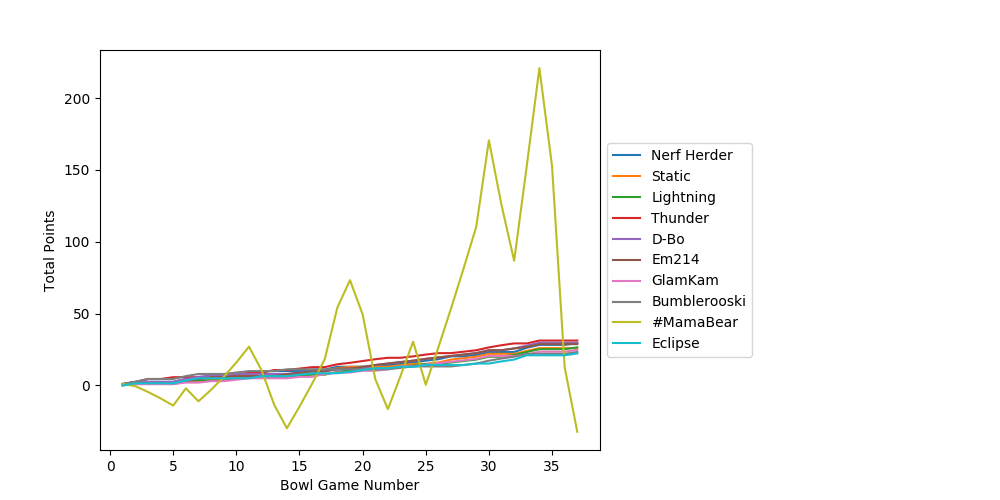 200
150
100
50
0
Total Points
0 5 10 15 20 25 30 35
Bowl Game Number
Nerf Herder
Static
Lightning
Thunder
D-Bo
Em214
GlamKam
Bumblerooski
#MamaBear
Eclipse